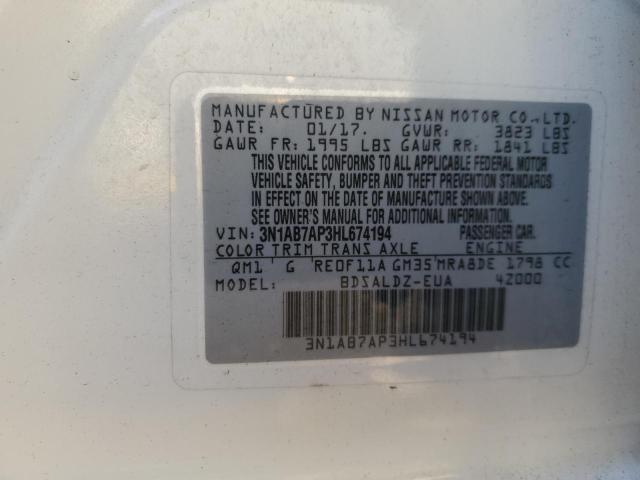 MANUFACTURED BY NISSAN MOTOR CO.,LTD.
DATE: 01/17. GVWR: 3823 LBS
GAWR FR: 1995 LBS GAWR RR: 1841 LBS
THIS VEHICLE CONFORMS TO ALL APPLICABLE FEDERAL MOTOR
VEHICLE SAFETY, BUMPER AND THEFT PREVENTION STANDARDS
IN EFFECT ON THE DATE OF MANUFACTURE SHOWN ABOVE.
SEE OWNER'S MANUAL FOR ADDITIONAL INFORMATION.
VIN: 3N1AB7AP3HL674194 PASSENGER CAR.
COLOR TRIM TRANS AXLE ENGINE
QM1 ' G 'RE0F11A GM35'MRA8DE 1798 CC
MODEL: BDSALDZ-EUA 42000
3N1AB7AP3HL674194